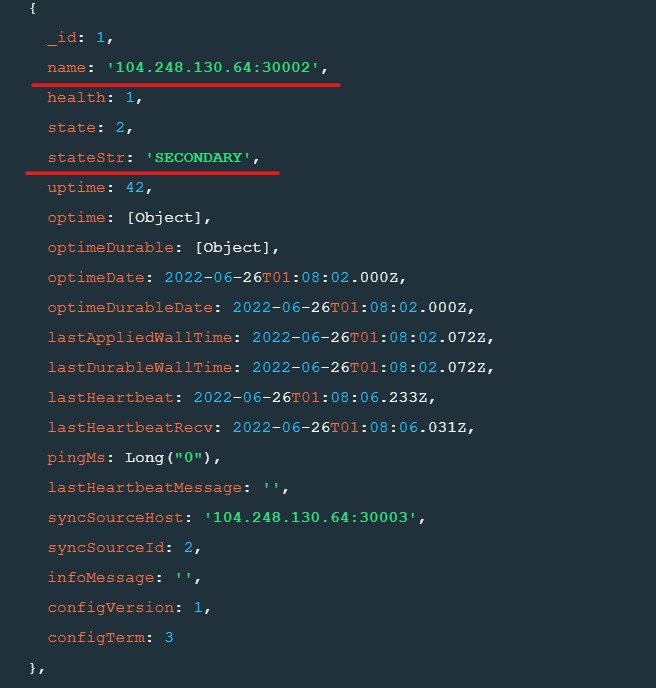 {
_id: 1,
name: '104.248.130.64:30002',
health: 1,
state: 2,
stateStr: 'SECONDARY',
uptime: 42,
optime: [Object],
optimeDurable: [Object],
optimeDate: 2022-06-26T01:08:02.000Z,
optimeDurableDate: 2022-06-26T01:08:02.000Z,
lastAppliedWallTime: 2022-06-26T01:08:02.072Z,
lastDurableWallTime: 2022-06-26T01:08:02.072Z,
lastHeartbeat: 2022-06-26T01:08:06.233Z,
lastHeartbeatRecv: 2022-06-26T01:08:06.031Z,
pingMs: Long("0"),
lastHeartbeatMessage: '',
syncSourceHost: '104.248.130.64:30003',
syncSourceId: 2,
infoMessage: '',
configVersion: 1,
configTerm: 3
},